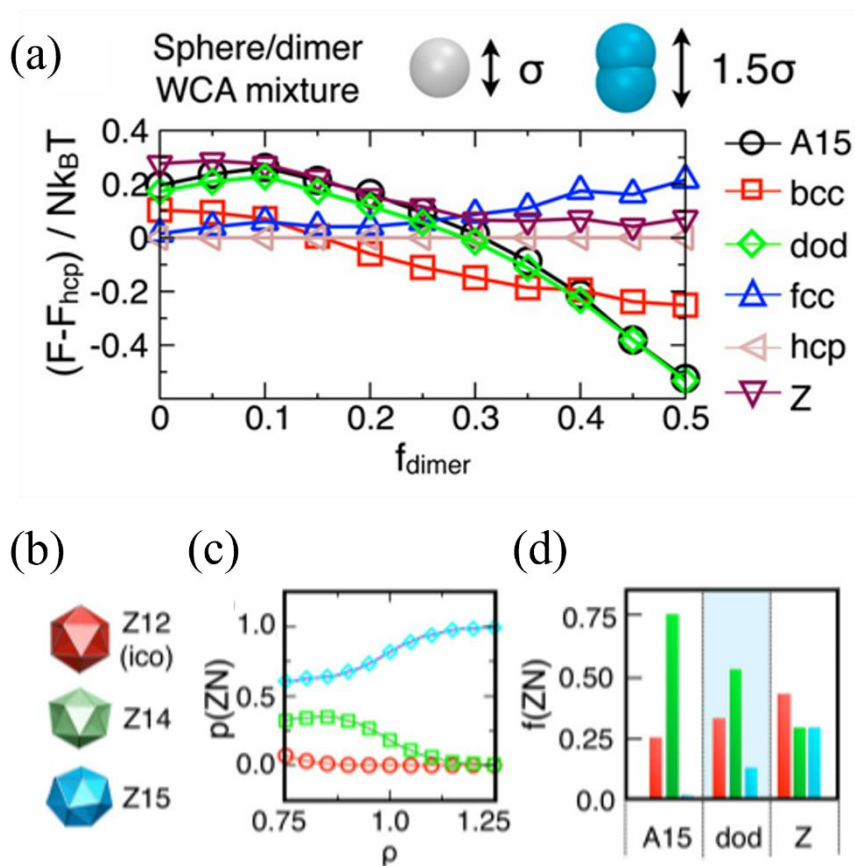 (a)
Sphere/dimer
WCA mixture
σ
1.5σ
(F-Fhcp) / NkBT
0.4
0.2
0
-0.2
-0.4
0 0.1 0.2 0.3 0.4 0.5
fdimer
A15
bcc
dod
fcc
hcp
Z
(b)
Z12
(ico)
Z14
Z15
(c)
p(ZN)
1.0
0.5
0.0
0.75 1.0 1.25
ρ
(d)
f(ZN)
0.75
0.50
0.25
0.0
A15 dod Z